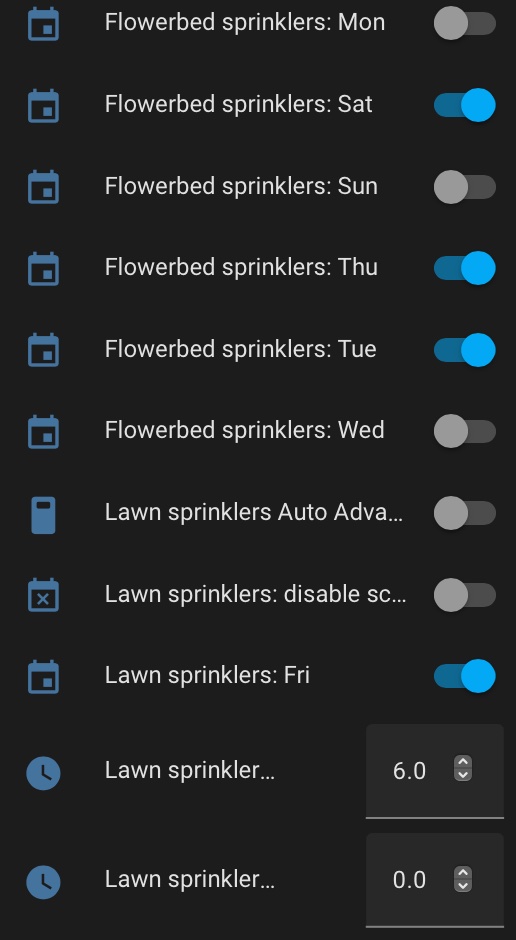 Flowerbed sprinklers: Mon
Flowerbed sprinklers: Sat
Flowerbed sprinklers: Sun
Flowerbed sprinklers: Thu
Flowerbed sprinklers: Tue
Flowerbed sprinklers: Wed
Lawn sprinklers Auto Adva...
Lawn sprinklers: disable sc...
Lawn sprinklers: Fri
Lawn sprinkler... 6.0
Lawn sprinkler... 0.0